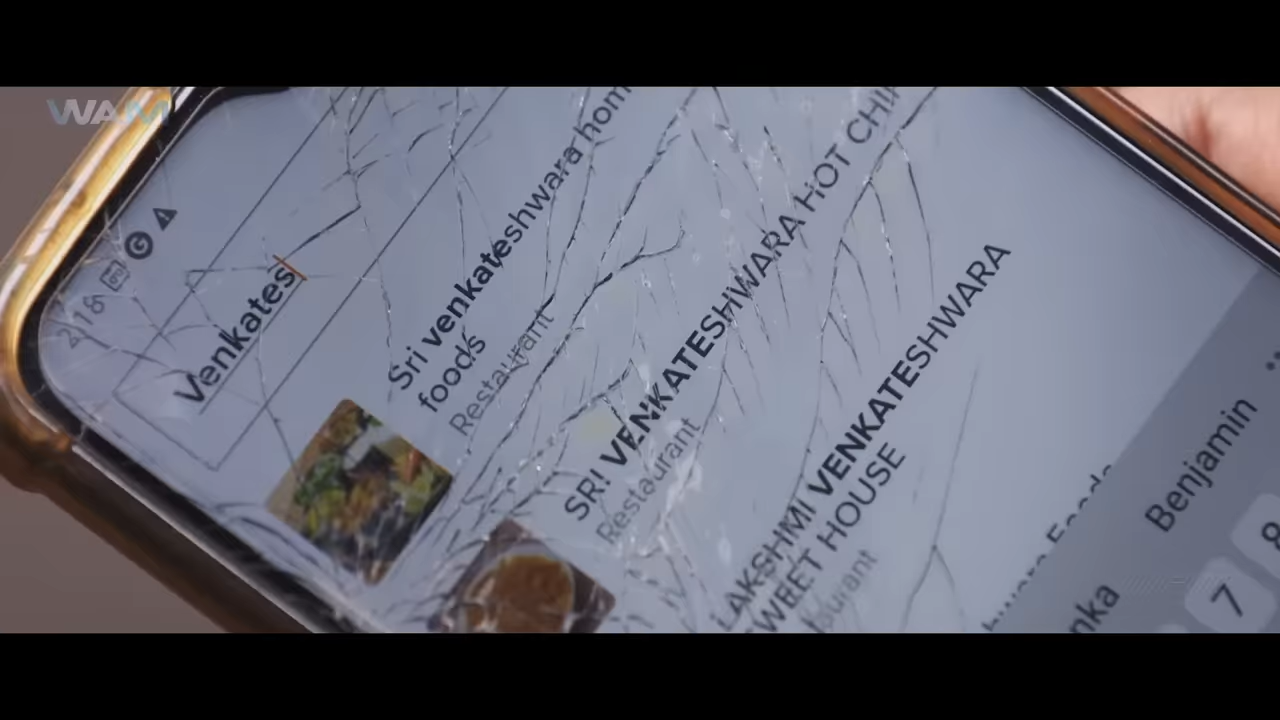 WAM
2:18
Venkates
Sri venkateshwara hom
foods
Restaurant
SRI VENKATESHWARA HOT CHI
Restaurant
LAKSHMI VENKATESHWARA
SWEET HOUSE
Benjamin
7
8